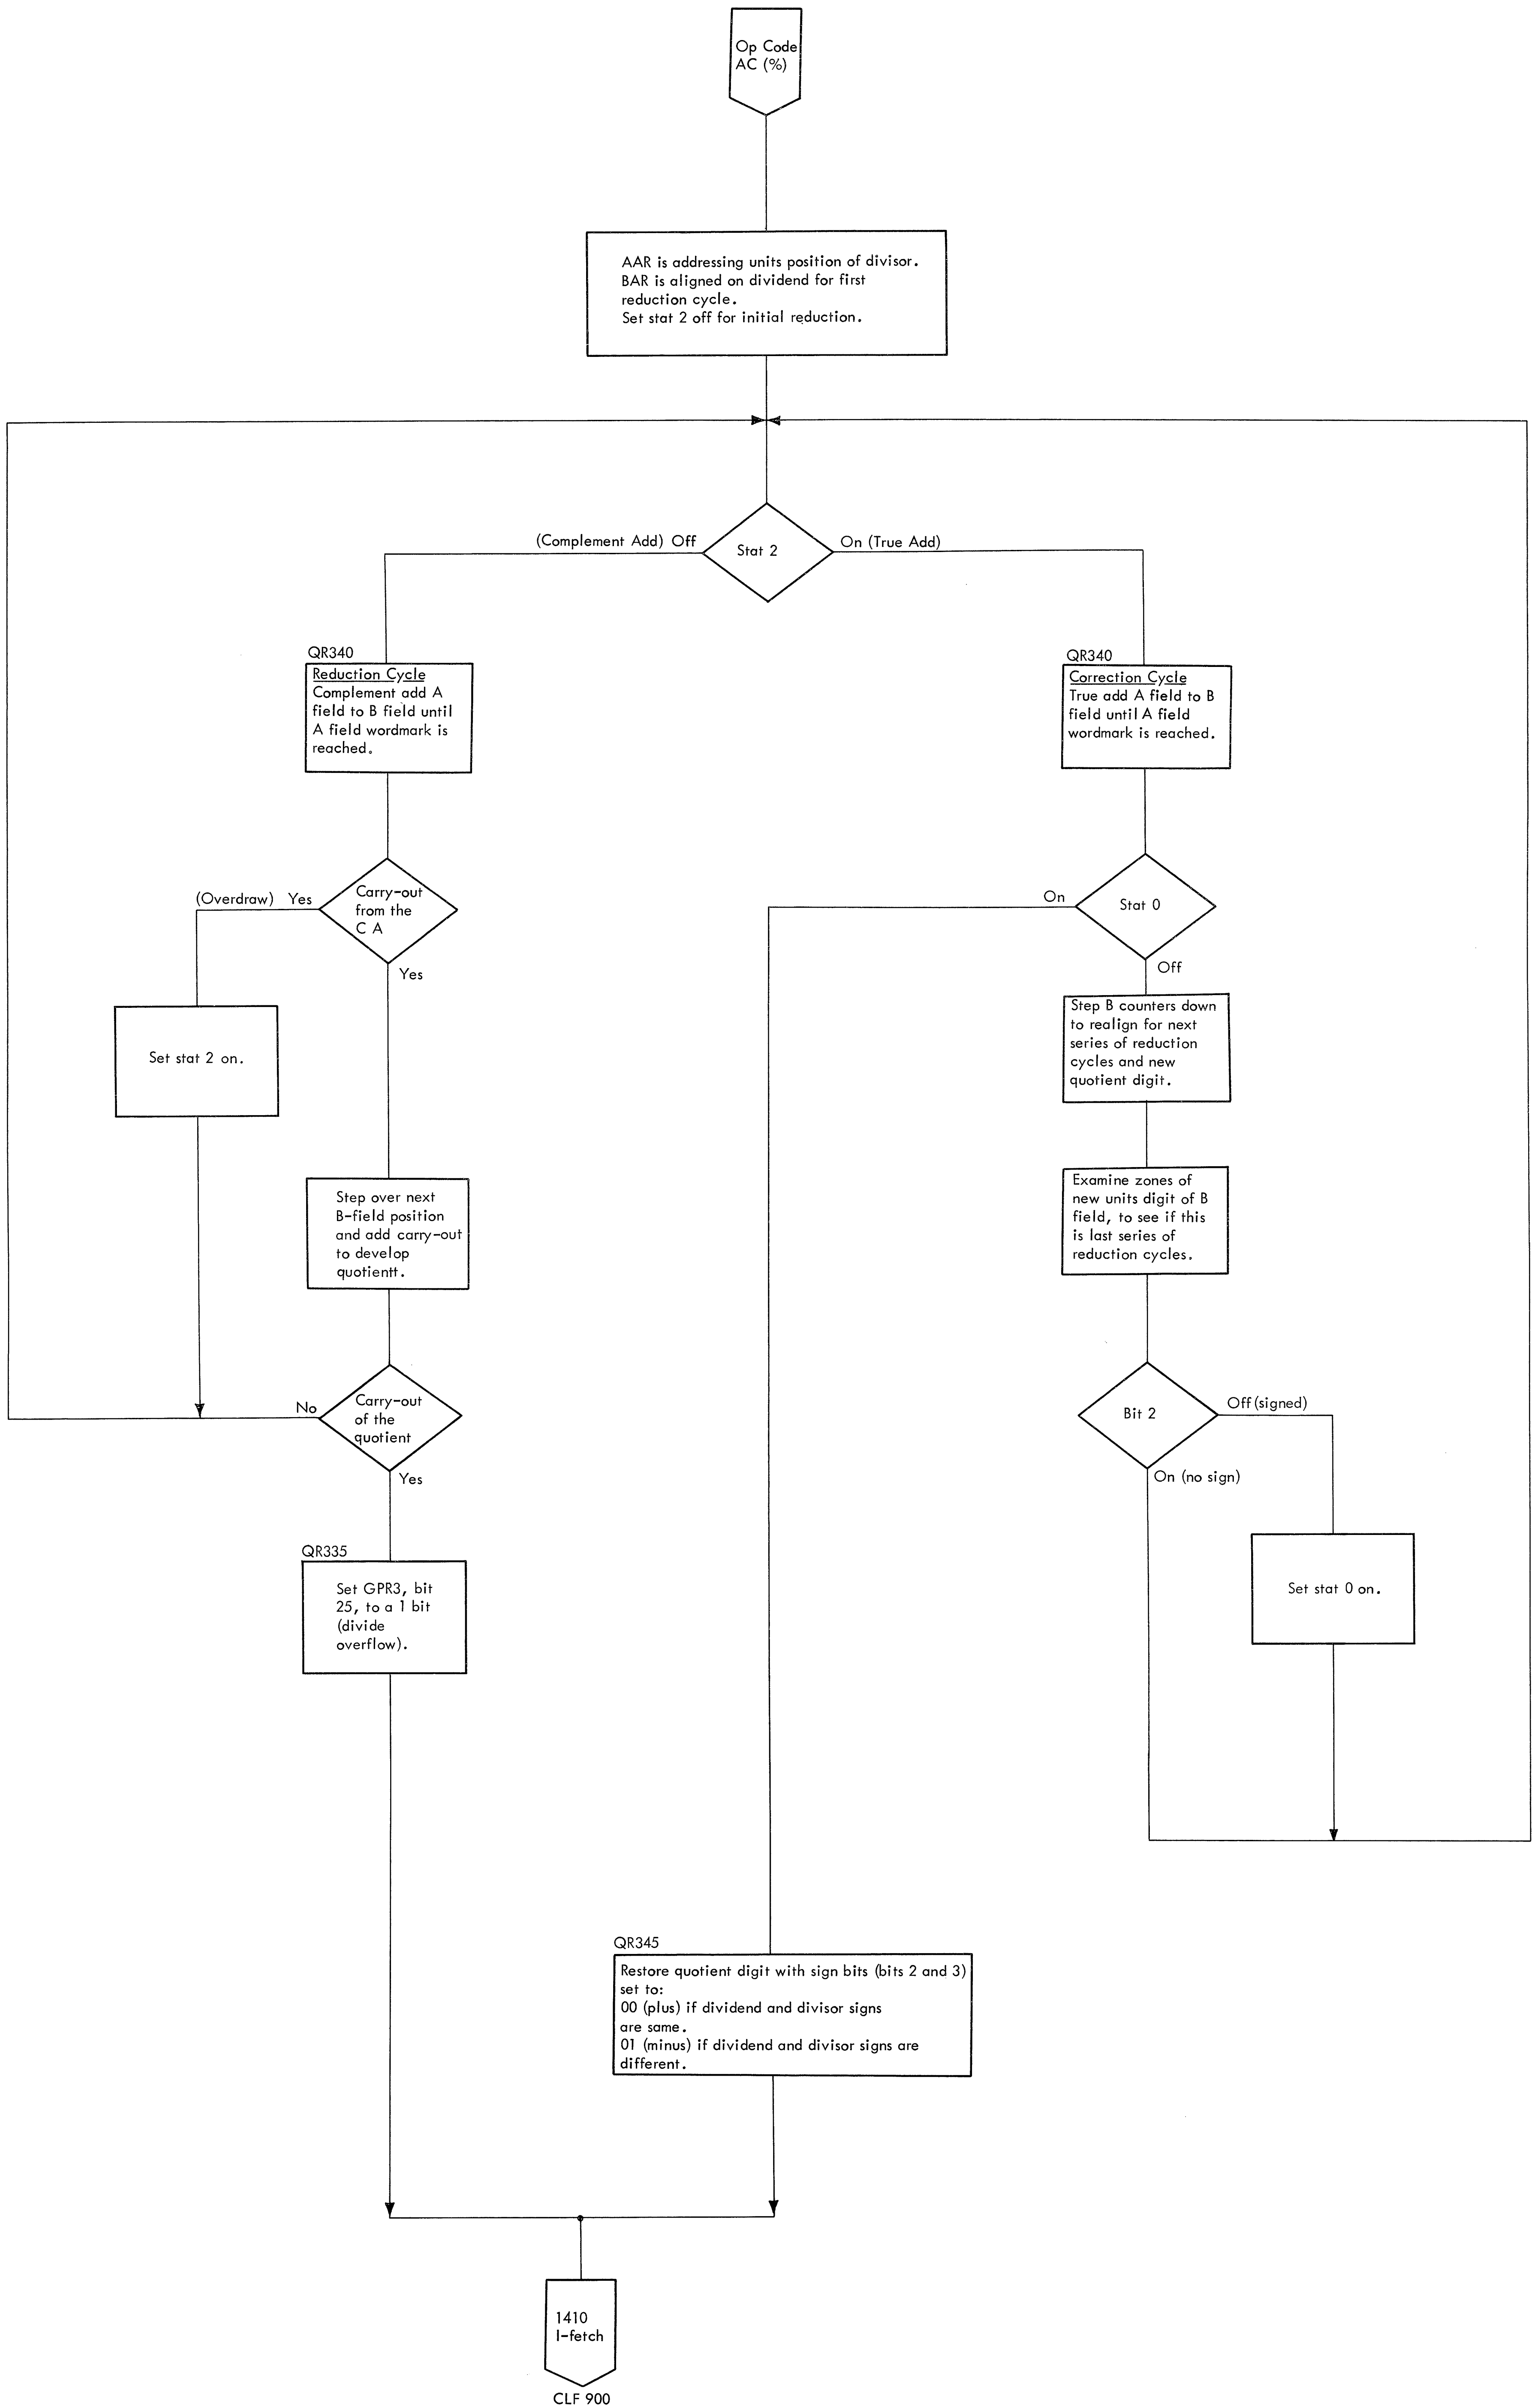 Op Code
AC (%)
AAR is addressing units position of divisor.
BAR is aligned on dividend for first
reduction cycle.
Set stat 2 off for initial reduction.
(Complement Add) Off
Stat 2
On (True Add)
QR340
Reduction Cycle
Complement add A
field to B field until
A field wordmark is
reached.
QR340
Correction Cycle
True add A field to B
field until A field
wordmark is reached.
(Overdraw) Yes
Carry-out
from the
C A
Yes
On
Stat 0
Off
Set stat 2 on.
Step B counters down
to realign for next
series of reduction
cycles and new
quotient digit.
Step over next
B-field position
and add carry-out
to develop
quotientt.
Examine zones of
new units digit of B
field, to see if this
is last series of
reduction cycles.
No
Carry-out
of the
quotient
Yes
Bit 2
Off (signed)
On (no sign)
QR335
Set GPR3, bit
25, to a 1 bit
(divide
overflow).
Set stat 0 on.
QR345
Restore quotient digit with sign bits (bits 2 and 3)
set to:
00 (plus) if dividend and divisor signs
are same.
01 (minus) if dividend and divisor signs are
different.
1410
I-fetch
CLF 900